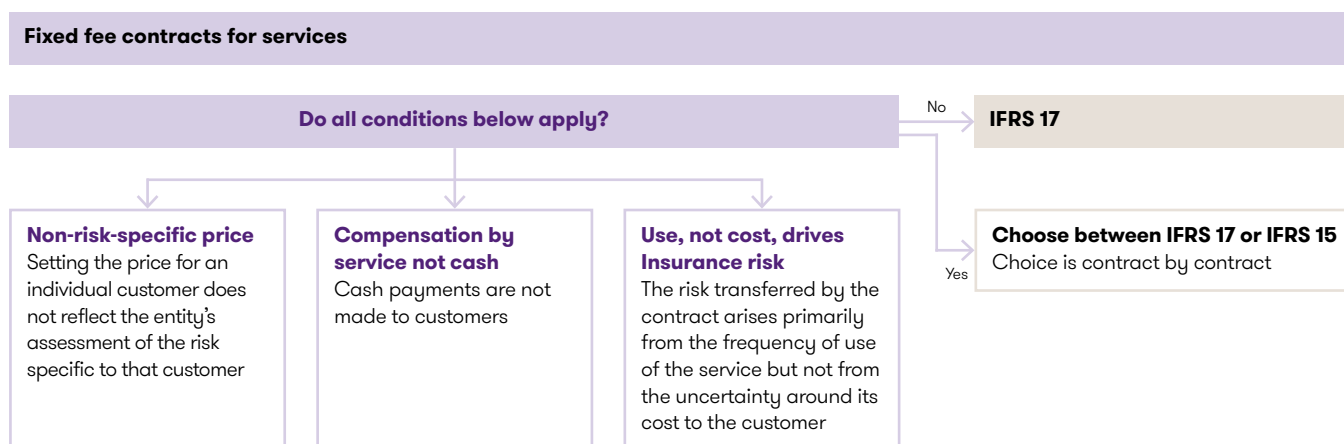 Fixed fee contracts for services
Do all conditions below apply?
No
IFRS 17
Non-risk-specific price
Setting the price for an
individual customer does
not reflect the entity's
assessment of the risk
specific to that customer
Compensation by
service not cash
Cash payments are not
made to customers
Use, not cost, drives
Insurance risk
The risk transferred by the
contract arises primarily
from the frequency of use
of the service but not from
the uncertainty around its
cost to the customer
Yes
Choose between IFRS 17 or IFRS 15
Choice is contract by contract